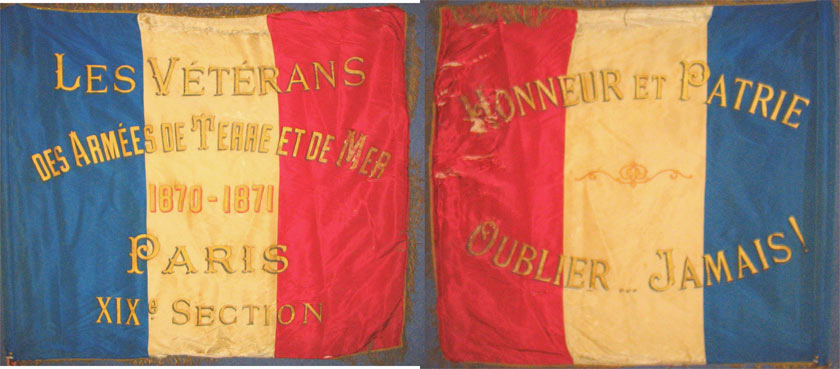 LES VÉTÉRANS
DES ARMÉES DE TERRE ET DE MER
1870-1871
PARIS
XIXe SECTION
HONNEUR ET PATRIE
OUBLIER... JAMAIS!